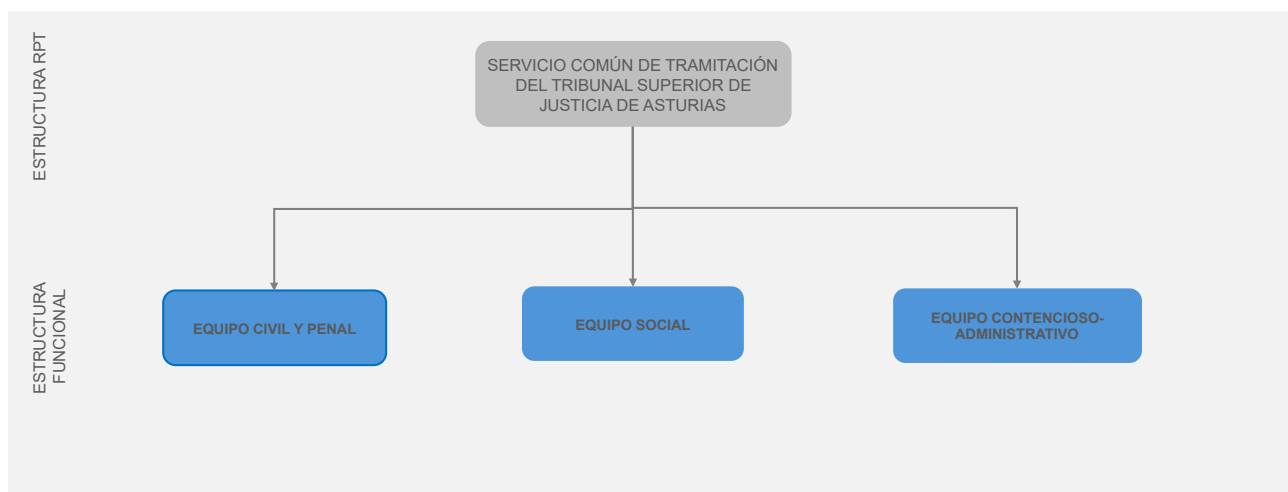 ESTRUCTURA RPT
SERVICIO COMÚN DE TRAMITACIÓN
DEL TRIBUNAL SUPERIOR DE
JUSTICIA DE ASTURIAS
ESTRUCTURA
FUNCIONAL
EQUIPO CIVIL Y PENAL
EQUIPO SOCIAL
EQUIPO CONTENCIOSO-
ADMINISTRATIVO